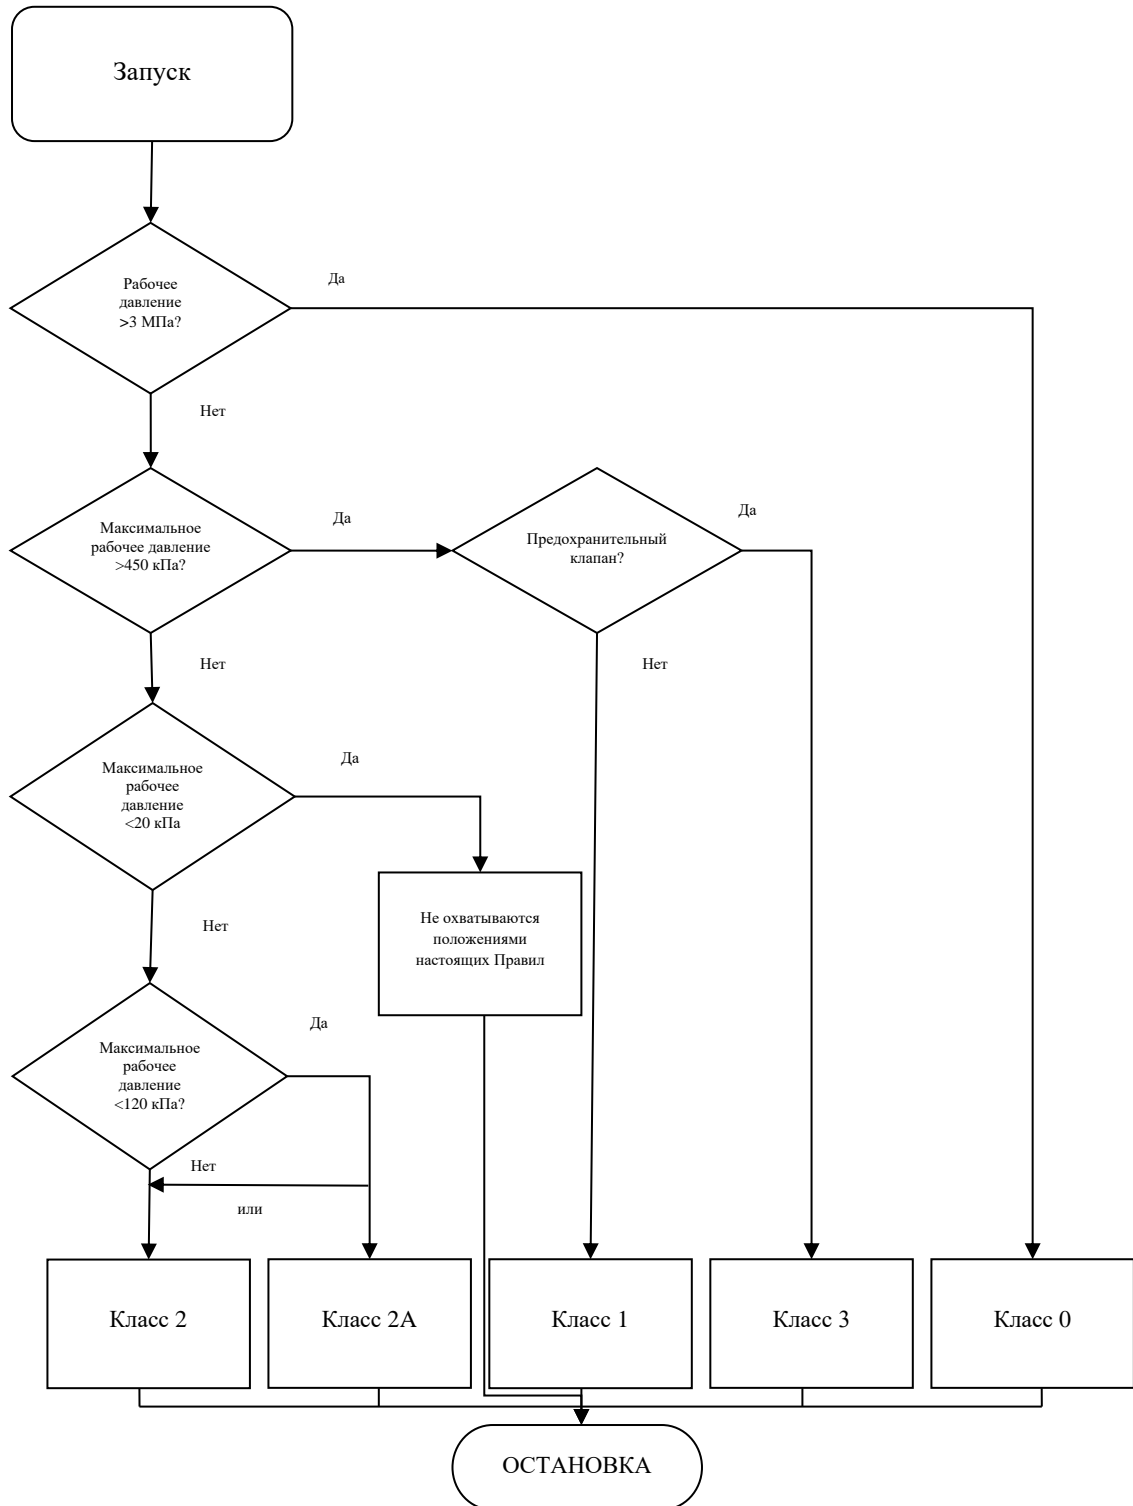 Запуск
Рабочее
давление
>3 МПа?
Да
Нет
Максимальное
рабочее давление
>450 кПа?
Да
Предохранительный
клапан?
Да
Нет
Нет
Максимальное
рабочее
давление
<20 кПа
Да
Нет
Не охватываются
положениями
настоящих Правил
Максимальное
рабочее
давление
<120 кПа?
Да
Нет
или
Класс 2
Класс 2А
Класс 1
Класс 3
Класс 0
ОСТАНОВКА